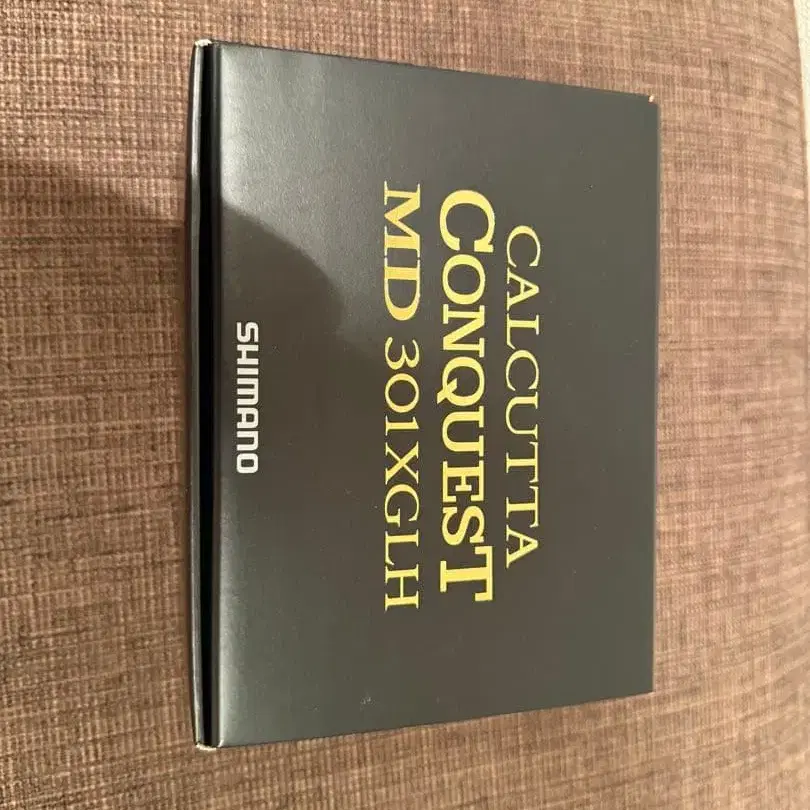 CALCUTTA
CONQUEST
MD 301XGLH
SHIMANO